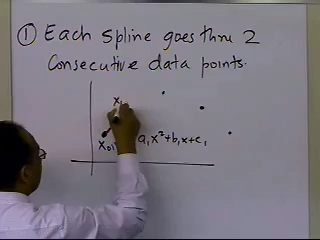 ① Each Spline goes thru 2
Consecutive data points.
x₁
x₀,
a₁x²+b₁x+c₁